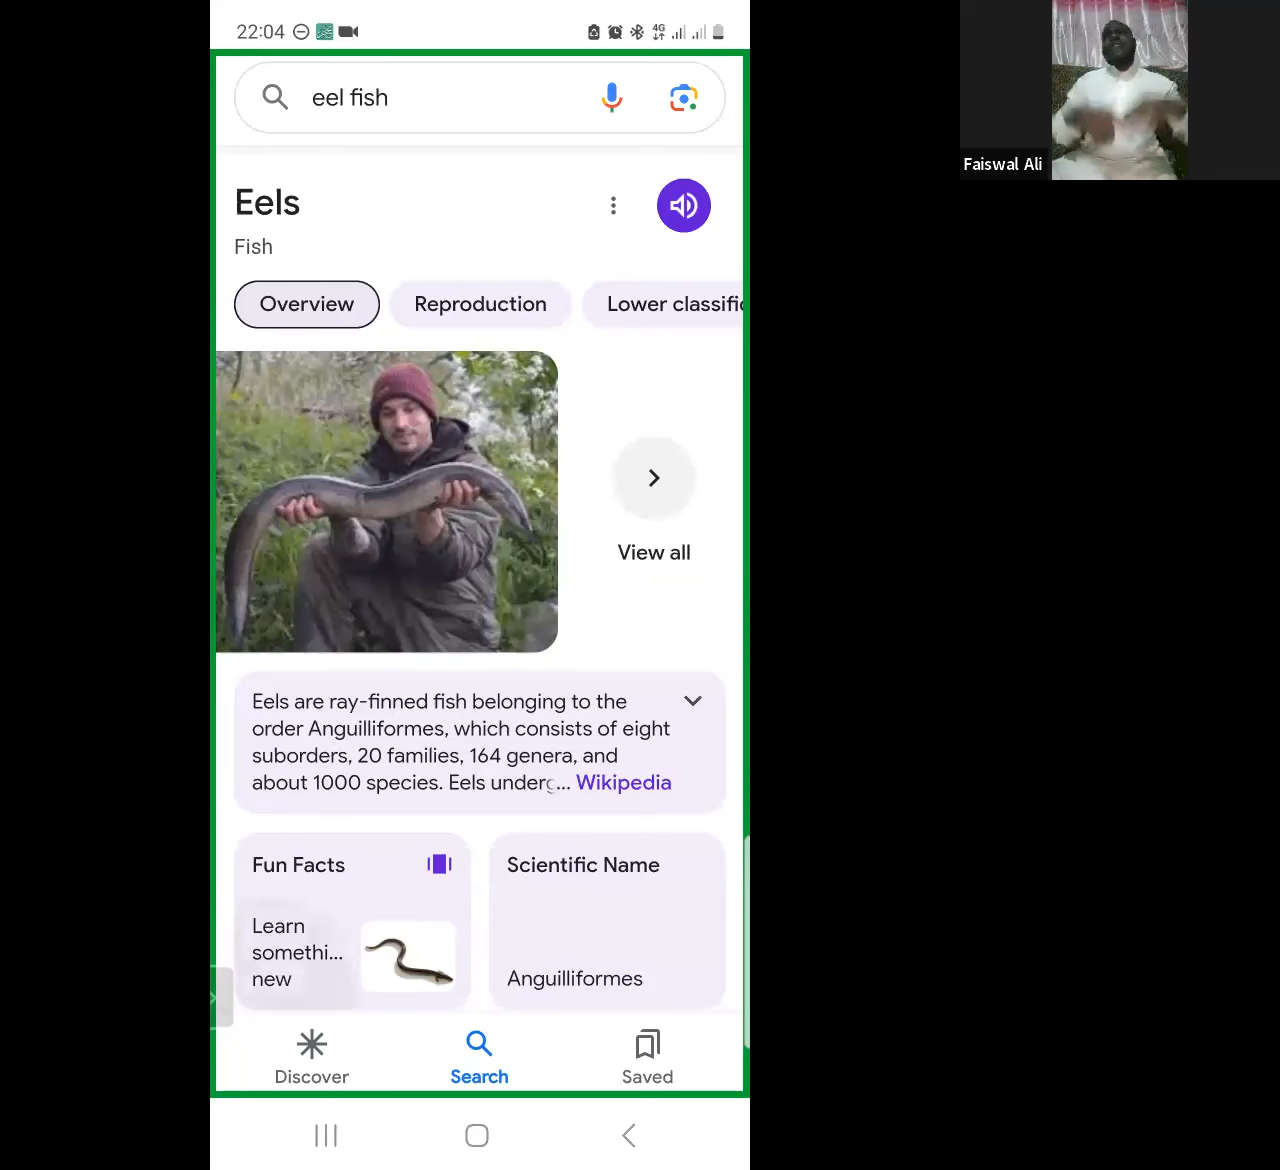 22:04
4G
eel fish
Eels
Fish
Overview
Reproduction
Lower classific
View all
Eels are ray-finned fish belonging to the
order Anguilliformes, which consists of eight
suborders, 20 families, 164 genera, and
about 1000 species. Eels underg... Wikipedia
Fun Facts
Learn
somethi...
new
Scientific Name
Anguilliformes
Discover
Search
Saved
Faiswal Ali